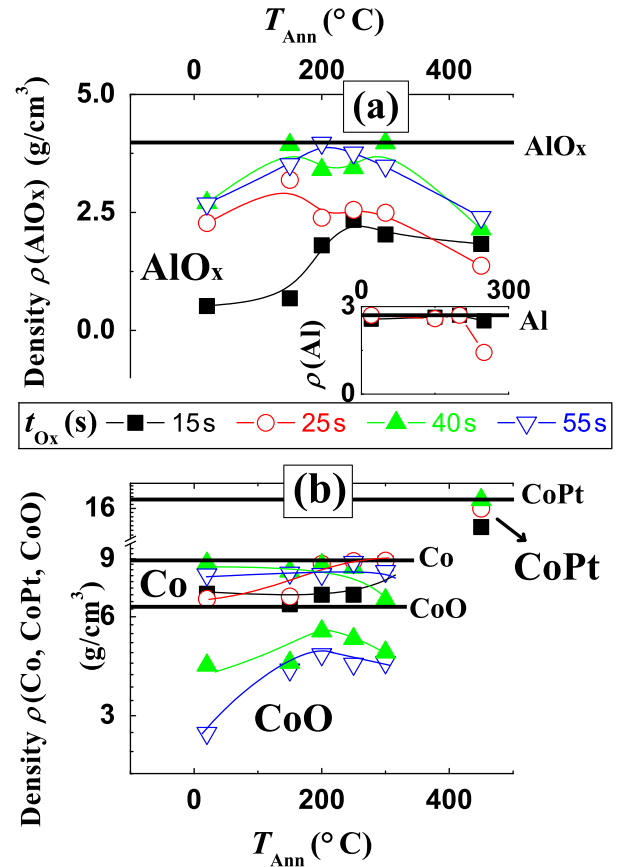 T_Ann (° C)
0 200 400
5.0
(a)
AlOx
2.5
AlOx
0.0
Density ρ(AlOx) (g/cm³)
0 300
3
Al
0
ρ(Al)
t_Ox (s) 15s 25s 40s 55s
(b)
16
CoPt
CoPt
9
Co
Co
CoO
6
3
CoO
Density ρ(Co, CoPt, CoO)
(g/cm³)
0 200 400
T_Ann (° C)